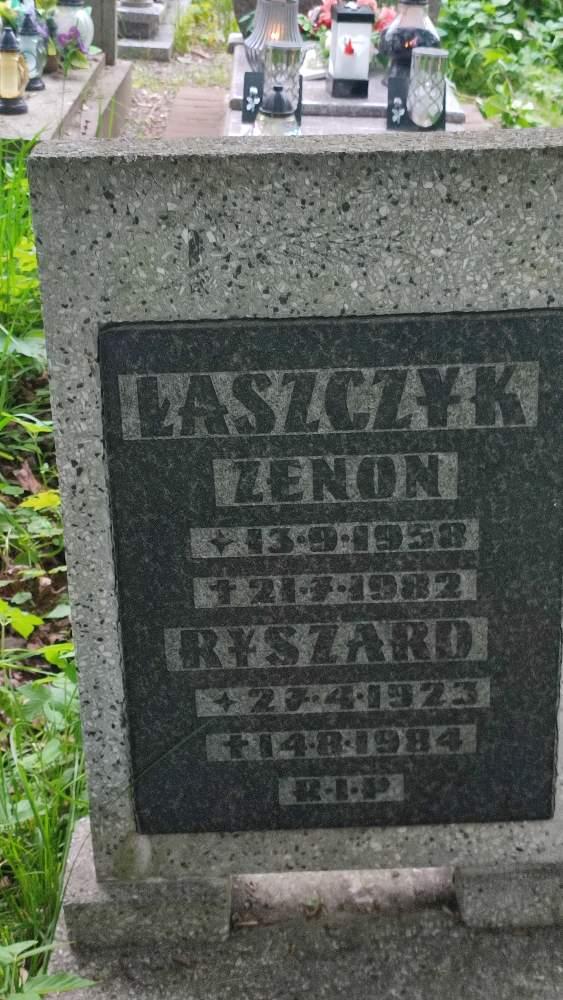 ŁASZCZYK
ZENON
✦ 13·9·1958
✝ 21·7·1982
RYSZARD
✦ 27·4·1923
✝ 14·8·1984
R·I·P